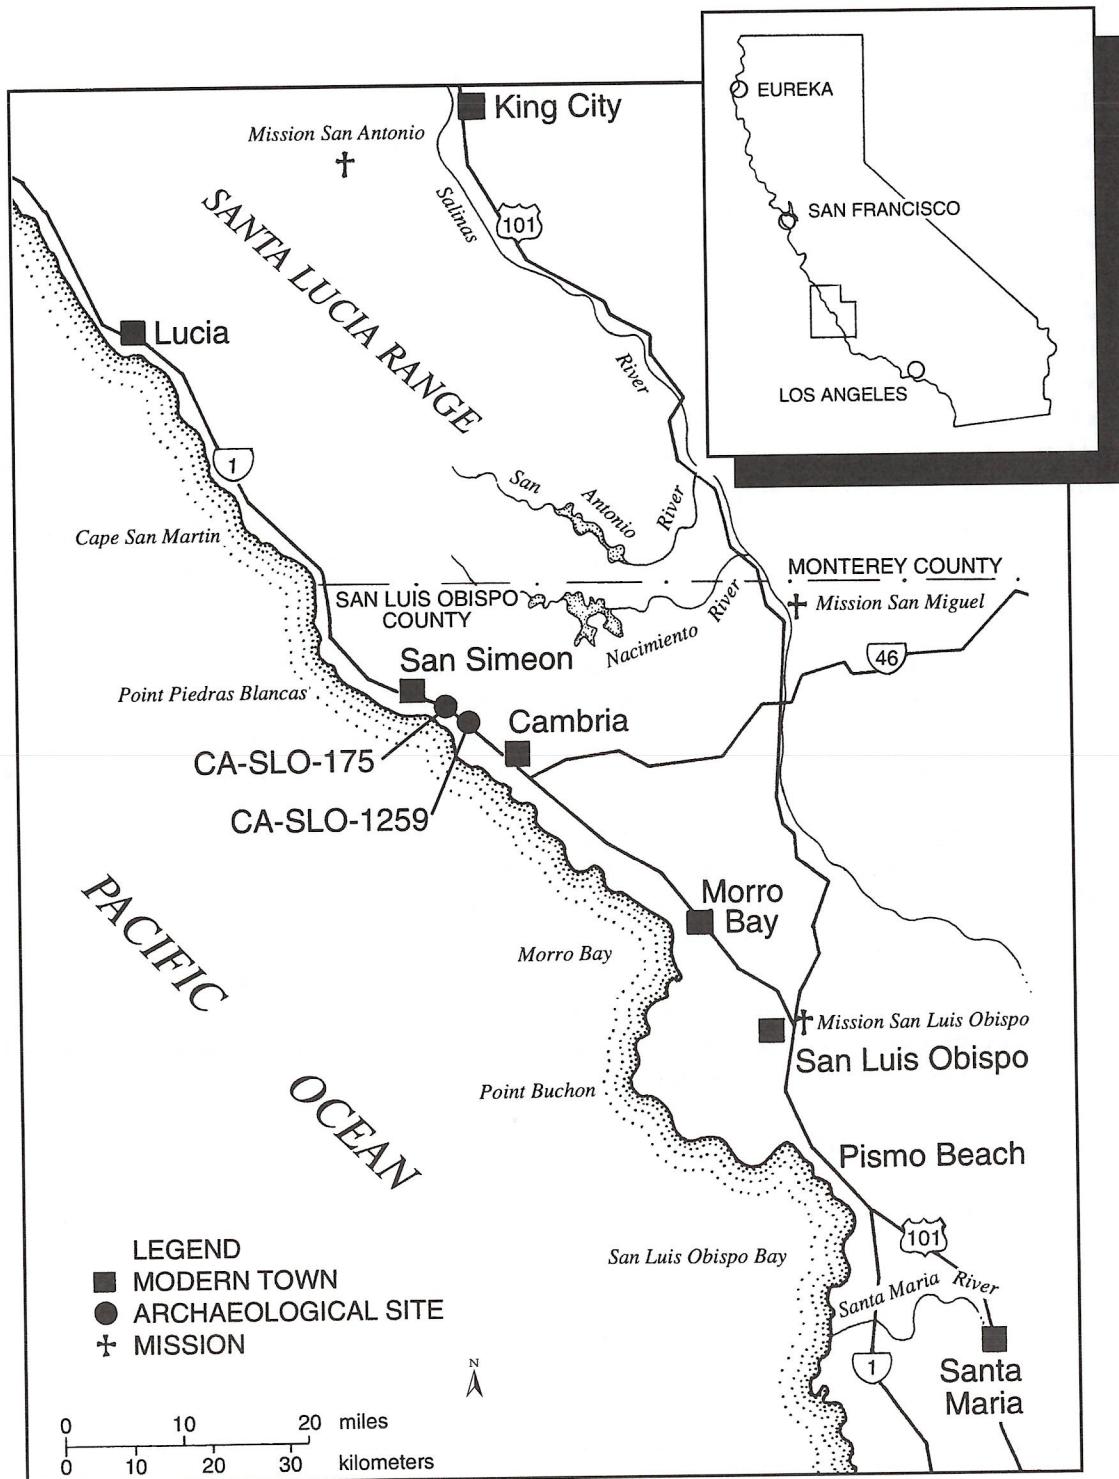 EUREKA
SAN FRANCISCO
LOS ANGELES
King City
Mission San Antonio
SANTA LUCIA RANGE
Salinas
101
River
Lucia
1
San
Antonio
River
Cape San Martin
MONTEREY COUNTY
SAN LUIS OBISPO
COUNTY
Mission San Miguel
Nacimiento
River
46
San Simeon
Point Piedras Blancas
Cambria
CA-SLO-175
CA-SLO-1259
Morro
Bay
PACIFIC
OCEAN
Morro Bay
Mission San Luis Obispo
San Luis Obispo
Point Buchon
Pismo Beach
101
San Luis Obispo Bay
Santa Maria River
1
Santa
Maria
LEGEND
MODERN TOWN
ARCHAEOLOGICAL SITE
MISSION
N
0 10 20 miles
0 10 20 30 kilometers